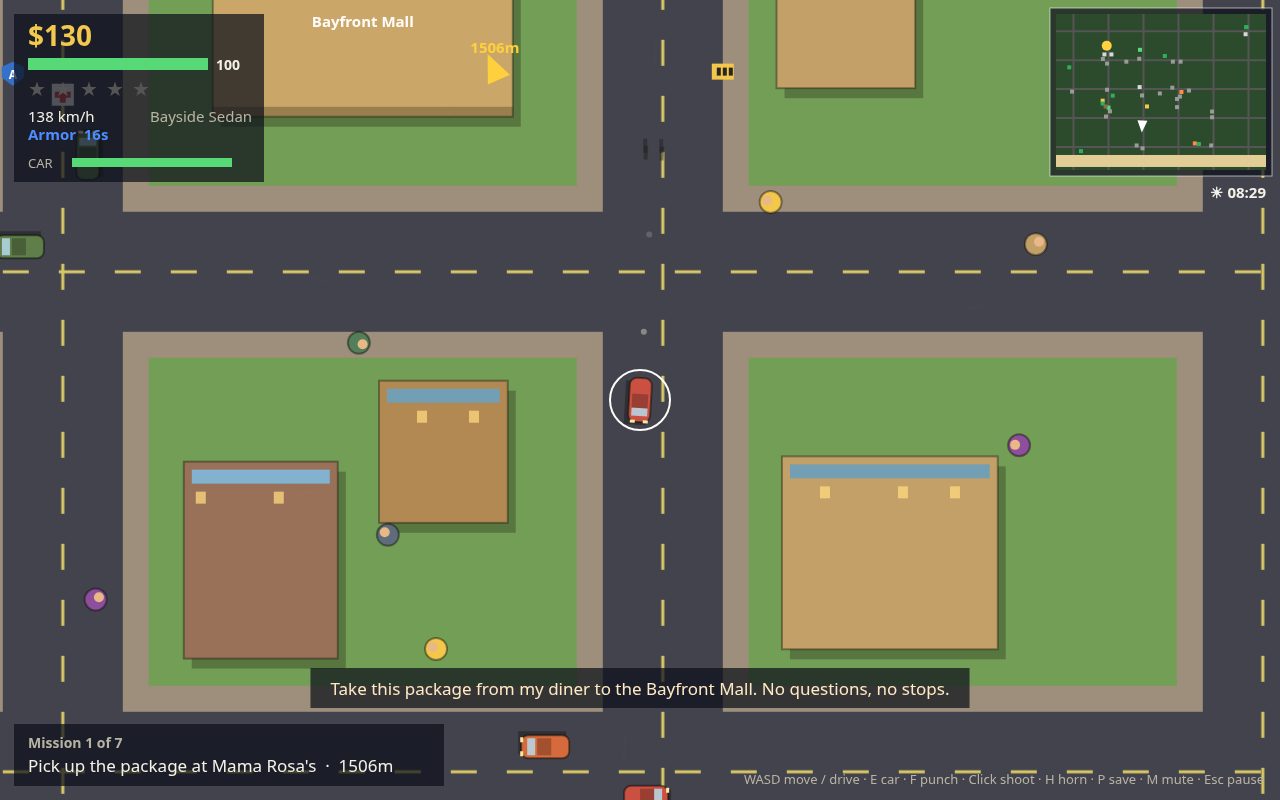 Bayfront Mall
$130
1506m
100
A
★ ★ ★ ★
138 km/h Bayside Sedan
Armor 16s
CAR
☀ 08:29
Take this package from my diner to the Bayfront Mall. No questions, no stops.
Mission 1 of 7
Pick up the package at Mama Rosa's · 1506m
WASD move / drive · E car · F punch · Click shoot · H horn · P save · M mute · Esc pause